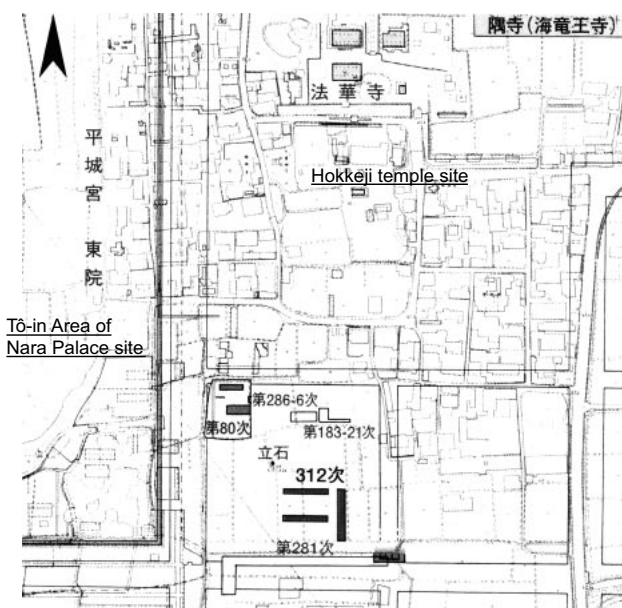 隅寺（海竜王寺）
法華寺
平城宮 東院
Hokkeji temple site
Tô-in Area of
Nara Palace site
第286-6次
第80次
第183-21次
立石
312次
第281次